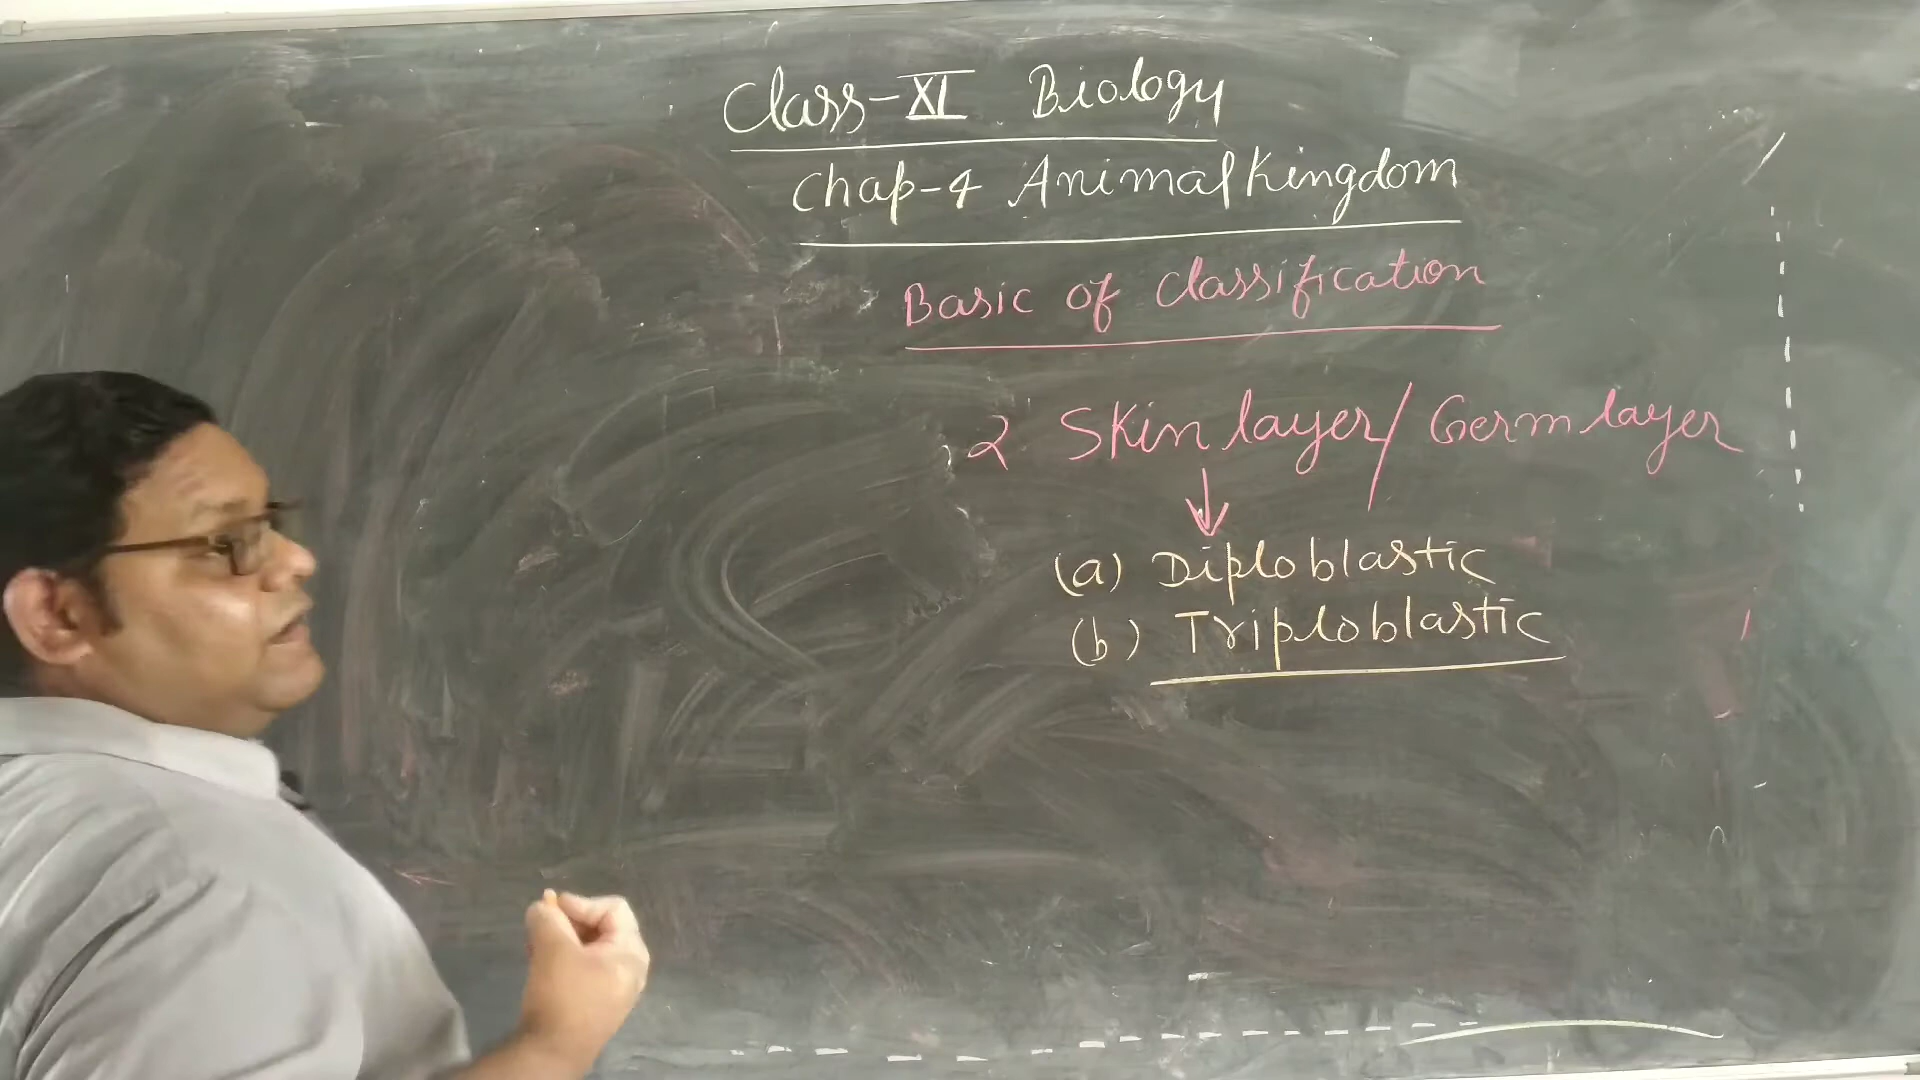 Class-XI Biology
Chap-4 Animal Kingdom
Basic of classification
2 Skin layer/ Germ layer
(a) Diploblastic
(b) Triploblastic